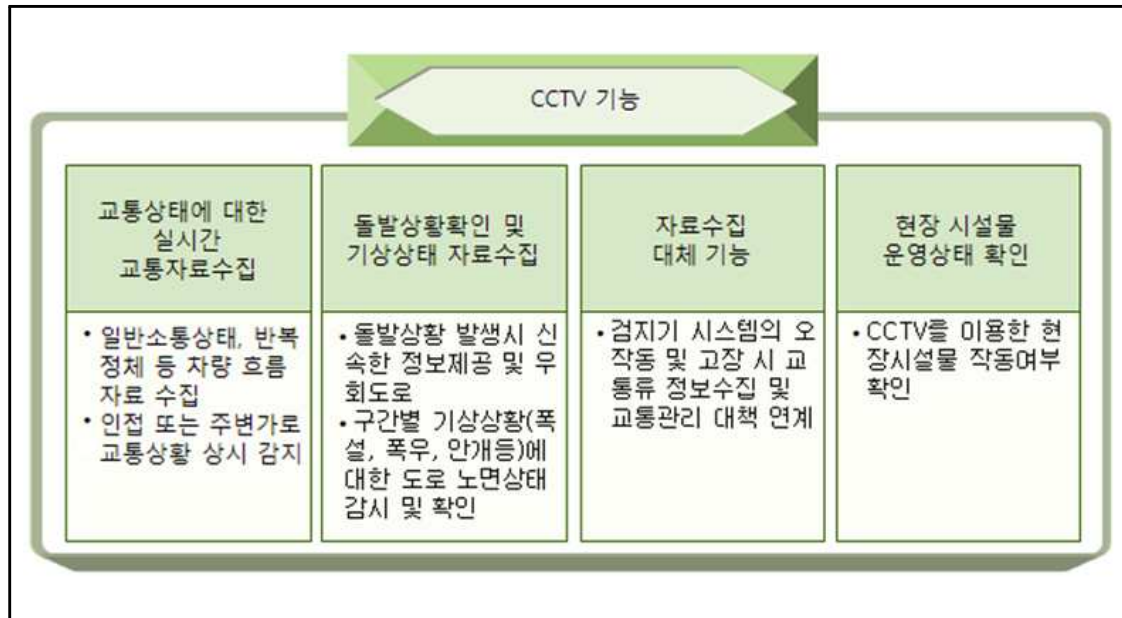 CCTV 기능
교통상태에 대한
실시간
교통자료수집
• 일반소통상태, 반복
정체 등 차량 흐름
자료 수집
• 인접 또는 주변가로
교통상황 상시 감지
돌발상황확인 및
기상상태 자료수집
• 돌발상황 발생시 신
속한 정보제공 및 우
회도로
• 구간별 기상상황(폭
설, 폭우, 안개등)에
대한 도로 노면상태
감시 및 확인
자료수집
대체 기능
• 검지기 시스템의 오
작동 및 고장 시 교
통류 정보수집 및
교통관리 대책 연계
현장 시설물
운영상태 확인
• CCTV를 이용한 현
장시설물 작동여부
확인